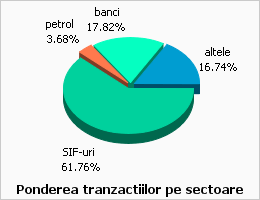 banci
17.82%
petrol
3.68%
altele
16.74%
SIF-uri
61.76%
Ponderea tranzactiilor pe sectoare